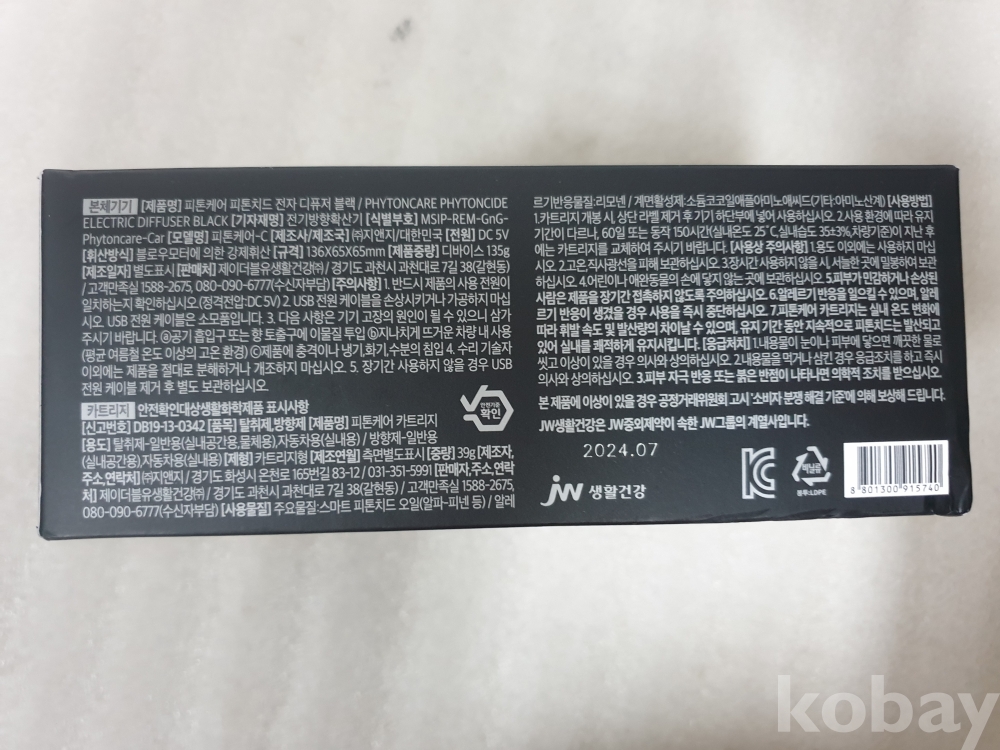 본체기기 [제품명] 피톤케어 피톤치드 전자 디퓨저 블랙 / PHYTONCARE PHYTONCIDE
ELECTRIC DIFFUSER BLACK [기자재명] 전기방향확산기 [식별부호] MSIP-REM-GnG-
Phytoncare-Car [모델명] 피톤케어-C [제조사/제조국] ㈜지앤지/대한민국 [전원] DC 5V
[휘산방식] 블로우모터에 의한 강제휘산 [규격] 136X65X65mm [제품중량] 디바이스 135g
[제조일자] 별도표시 [판매처] 제이더블유생활건강㈜ / 경기도 과천시 과천대로 7길 38(갈현동)
/ 고객만족실 1588-2675, 080-090-6777(수신자부담) [주의사항] 1. 반드시 제품의 사용 전원이
일치하는지 확인하십시오(정격전압:DC 5V) 2. USB 전원 케이블을 손상시키거나 가공하지 마십
시오. USB 전원 케이블은 소모품입니다. 3. 다음 사항은 기기 고장의 원인이 될 수 있으니 삼가
주시기 바랍니다. ⓐ공기 흡입구 또는 향 토출구에 이물질 투입 ⓑ지나치게 뜨거운 차량 내 사용
(평균 여름철 온도 이상의 고온 환경) ⓒ제품에 충격이나 냉기,화기,수분의 침입 4. 수리 기술자
이외에는 제품을 절대로 분해하거나 개조하지 마십시오. 5. 장기간 사용하지 않을 경우 USB
전원 케이블 제거 후 별도 보관하십시오.
카트리지 안전확인대상생활화학제품 표시사항
[신고번호] DB19-13-0342 [품목] 탈취제,방향제 [제품명] 피톤케어 카트리지
[용도] 탈취제-일반용(실내공간용,물체용),자동차용(실내용) / 방향제-일반용
(실내공간용),자동차용(실내용) [제형] 카트리지형 [제조연월] 측면별도표시 [중량] 39g [제조자,
주소,연락처] ㈜지앤지 / 경기도 화성시 온천로 165번길 83-12 / 031-351-5991 [판매자,주소,연락
처] 제이더블유생활건강㈜ / 경기도 과천시 과천대로 7길 38(갈현동) / 고객만족실 1588-2675,
080-090-6777(수신자부담) [사용물질] 주요물질:스마트 피톤치드 오일(알파-피넨 등) / 알레
안전기준
확인
르기반응물질:리모넨 / 계면활성제:소듐코코일애플아미노애씨드(기타:아미노산계) [사용방법]
1.카트리지 개봉 시, 상단 라벨 제거 후 기기 하단부에 넣어 사용하십시오. 2.사용 환경에 따라 유지
기간이 다르나, 60일 또는 동작 150시간(실내온도 25˚C,실내습도 35±3%,차량기준)이 지난 후
에는 카트리지를 교체하여 주시기 바랍니다. [사용상 주의사항] 1.용도 이외에는 사용하지 마십
시오. 2.고온,직사광선을 피해 보관하십시오. 3.장시간 사용하지 않을 시, 서늘한 곳에 밀봉하여 보관
하십시오. 4.어린이나 애완동물의 손에 닿지 않는 곳에 보관하십시오. 5.피부가 민감하거나 손상된
사람은 제품을 장기간 접촉하지 않도록 주의하십시오. 6.알레르기 반응을 일으킬 수 있으며, 알레
르기 반응이 생겼을 경우 사용을 즉시 중단하십시오. 7.피톤케어 카트리지는 실내 온도 변화에
따라 휘발 속도 및 발산량의 차이가 날 수 있으며, 유지 기간 동안 지속적으로 피톤치드는 발산되고
있어 실내를 쾌적하게 유지시킵니다. [응급처치] 1.내용물이 눈이나 피부에 닿으면 깨끗한 물로
씻고 이상이 있을 경우 의사와 상의하십시오. 2.내용물을 먹거나 삼킨 경우 응급조치를 하고 즉시
의사와 상의하십시오. 3.피부 자극 반응 또는 붉은 반점이 나타나면 의학적 조치를 받으십시오.
본 제품에 이상이 있을 경우 공정거래위원회 고시 '소비자 분쟁 해결 기준'에 의해 보상해 드립니다.
JW생활건강은 JW중외제약이 속한 JW그룹의 계열사입니다.
2024.07
jw 생활건강
비닐류
봉투:LDPE
8 801300 915740
kobay